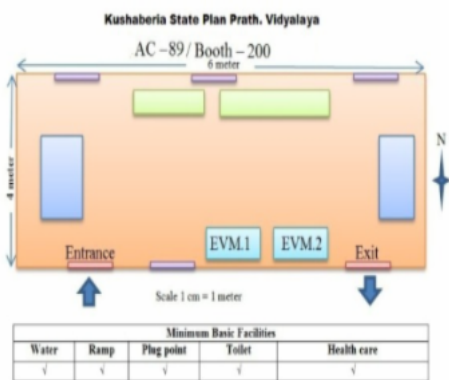 Kushaberia State Plan Prath. Vidyalaya
AC –89/ Booth – 200
6 meter
4 meter
N
EVM.1 EVM.2
Entrance Exit
Scale 1 cm = 1 meter
Minimum Basic Facilities
Water Ramp Plug point Toilet Health care
√ √ √ √ √